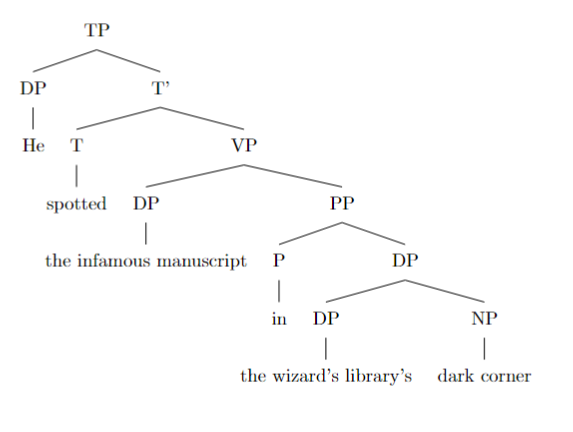 TP
DP T’
He T VP
spotted DP PP
the infamous manuscript P DP
in DP NP
the wizard’s library’s dark corner